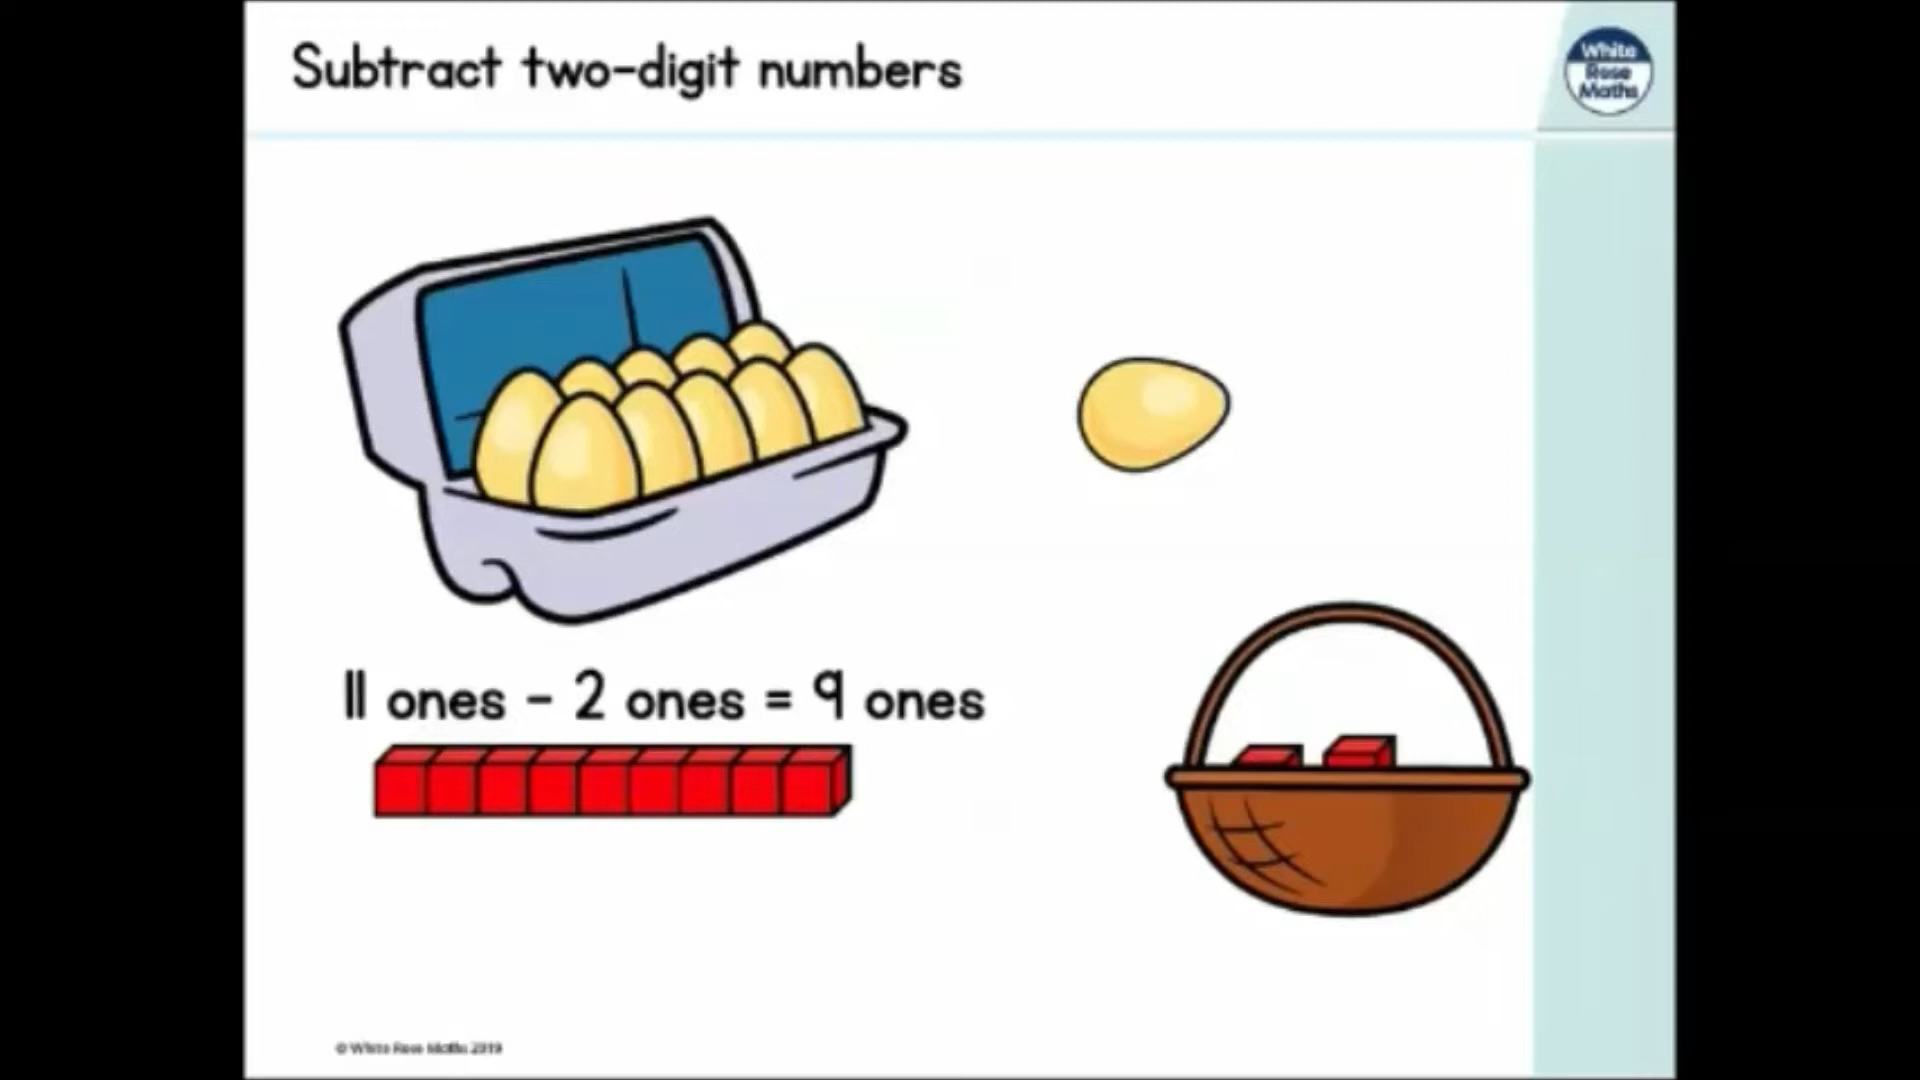 Subtract two-digit numbers
White
Rose
Maths
11 ones - 2 ones = 9 ones
© White Rose Maths 2019